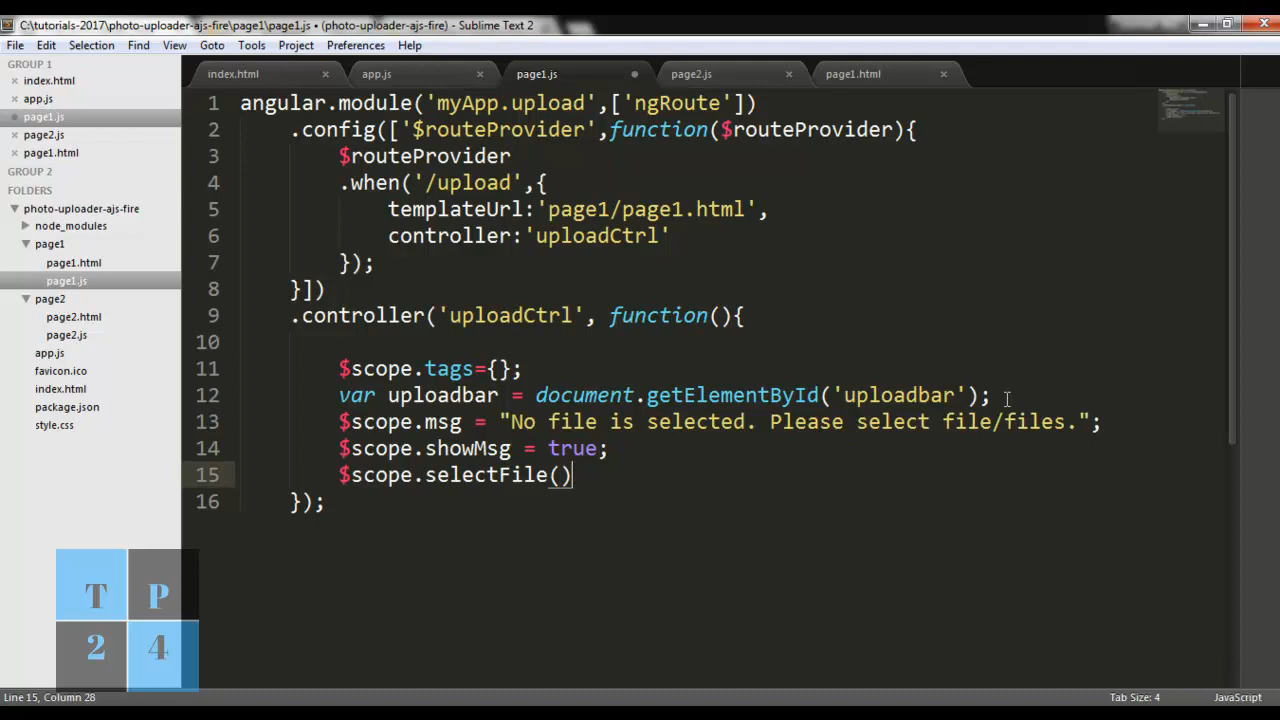 C:\tutorials-2017\photo-uploader-ajs-fire\page1\page1.js • (photo-uploader-ajs-fire) - Sublime Text 2
File Edit Selection Find View Goto Tools Project Preferences Help
GROUP 1
index.html
app.js
page1.js
page2.js
page1.html
GROUP 2
FOLDERS
photo-uploader-ajs-fire
node_modules
page1
page1.html
page1.js
page2
page2.html
page2.js
app.js
favicon.ico
index.html
package.json
style.css
index.html app.js page1.js page2.js page1.html
1 angular.module('myApp.upload',['ngRoute'])
2 .config(['$routeProvider',function($routeProvider){
3 $routeProvider
4 .when('/upload',{
5 templateUrl:'page1/page1.html',
6 controller:'uploadCtrl'
7 });
8 }])
9 .controller('uploadCtrl', function(){
10
11 $scope.tags={};
12 var uploadbar = document.getElementById('uploadbar');
13 $scope.msg = "No file is selected. Please select file/files.";
14 $scope.showMsg = true;
15 $scope.selectFile()
16 });
T P
2 4
Line 15, Column 28
Tab Size: 4
JavaScript